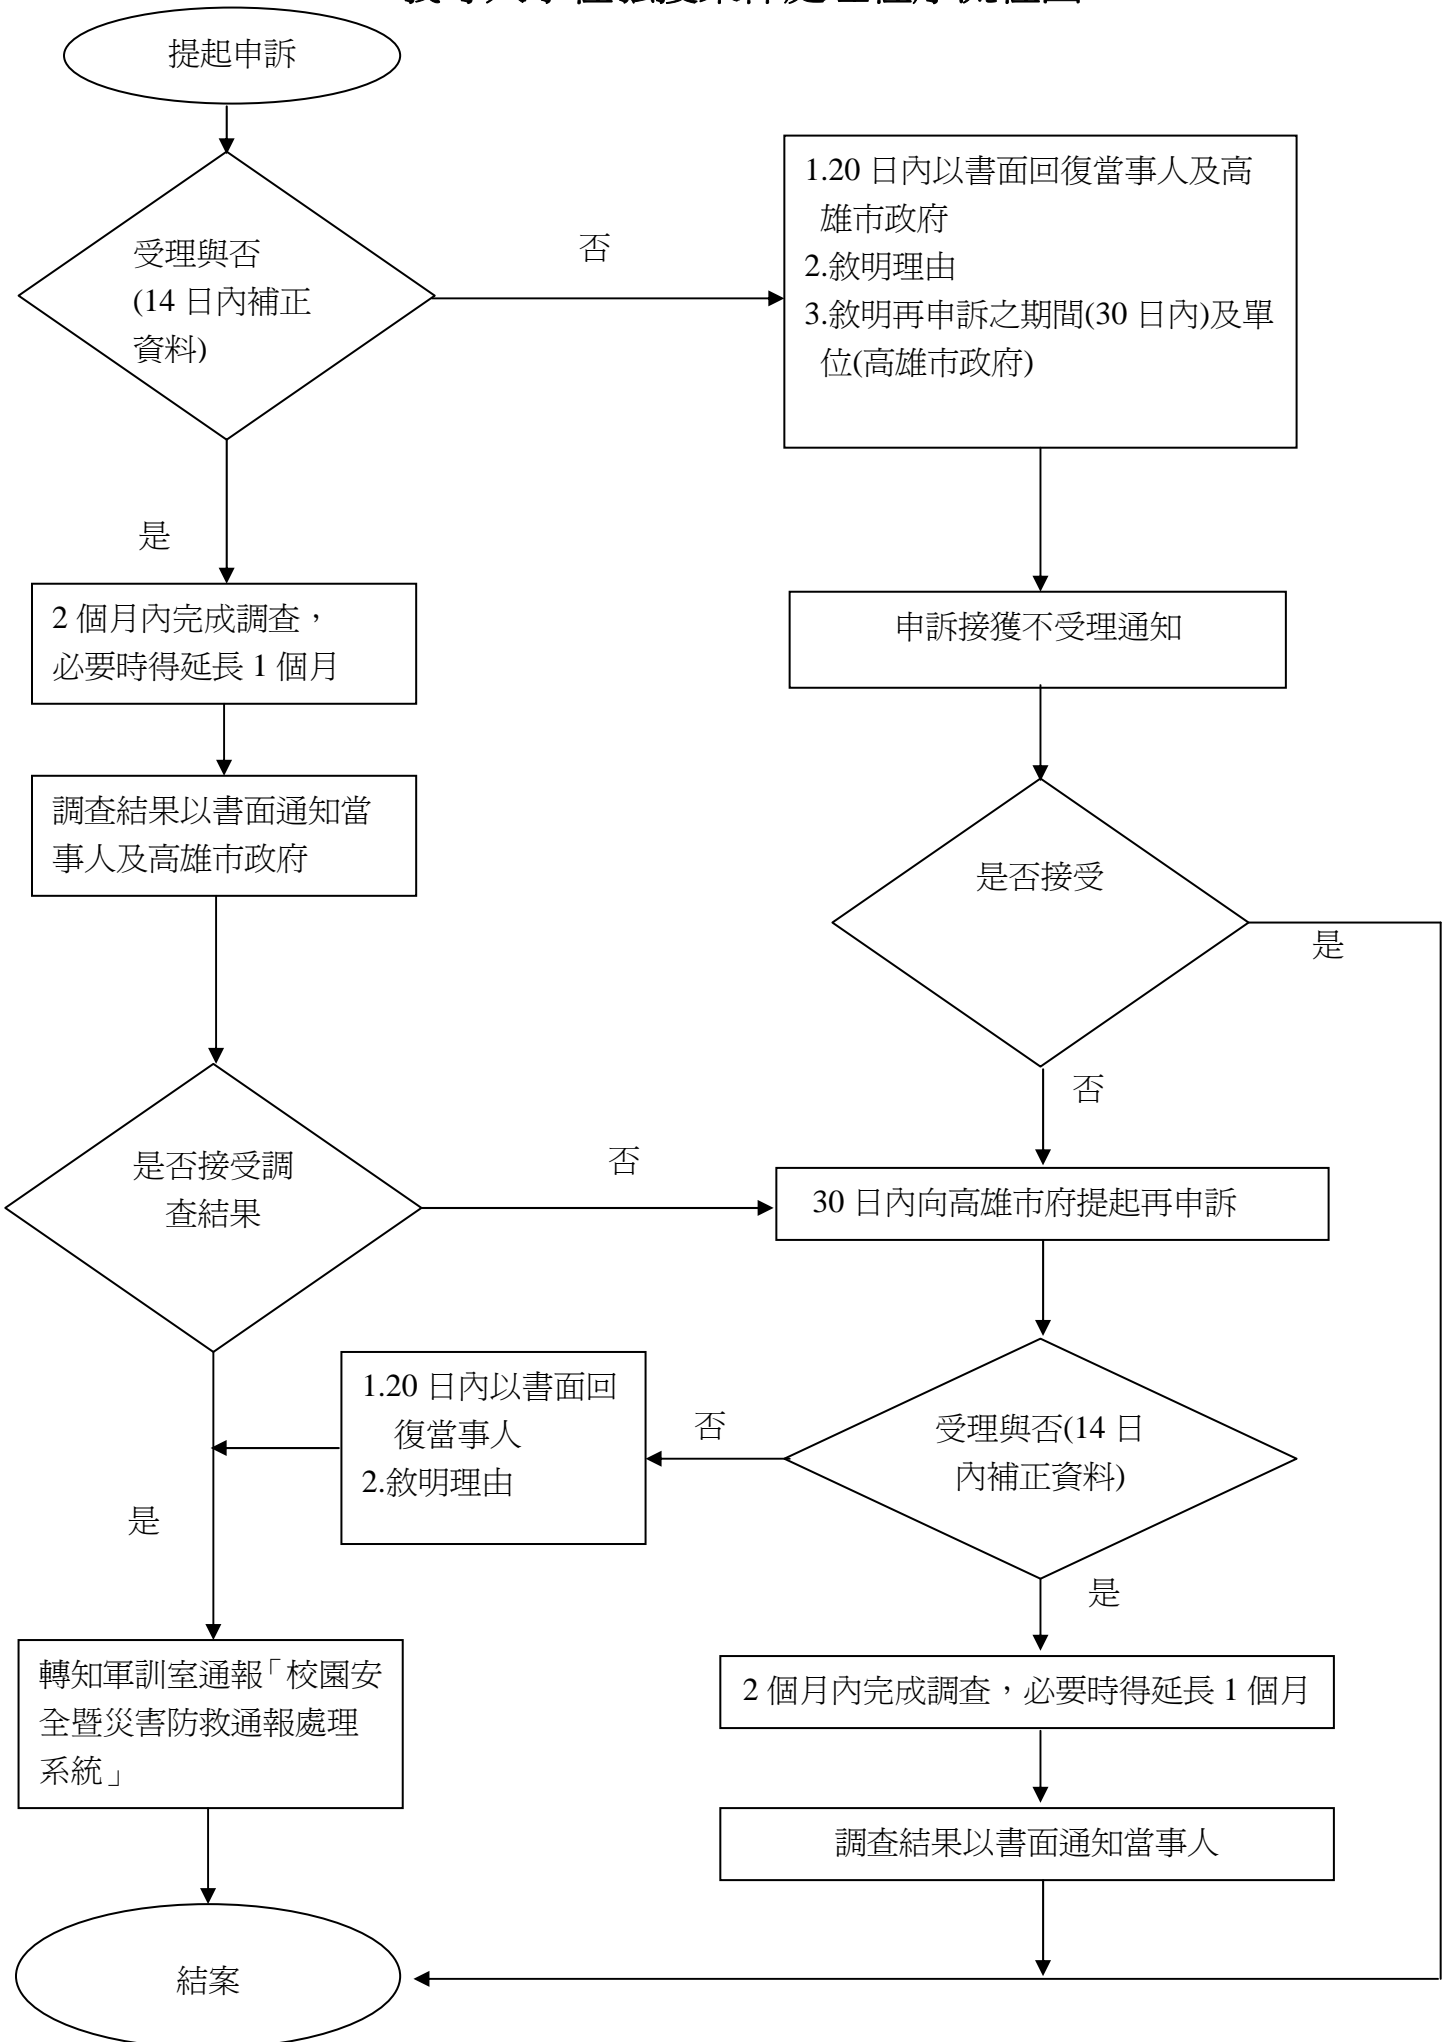 提起申訴
受理與否
(14 日內補正
資料)
否
1.20 日內以書面回復當事人及高
雄市政府
2.敘明理由
3.敘明再申訴之期間(30 日內)及單
位(高雄市政府)
是
2 個月內完成調查，
必要時得延長 1 個月
申訴接獲不受理通知
調查結果以書面通知當
事人及高雄市政府
是否接受
是
否
是否接受調
查結果
否
30 日內向高雄市府提起再申訴
1.20 日內以書面回
復當事人
2.敘明理由
否
受理與否(14 日
內補正資料)
是
是
轉知軍訓室通報「校園安
全暨災害防救通報處理
系統」
2 個月內完成調查，必要時得延長 1 個月
調查結果以書面通知當事人
結案